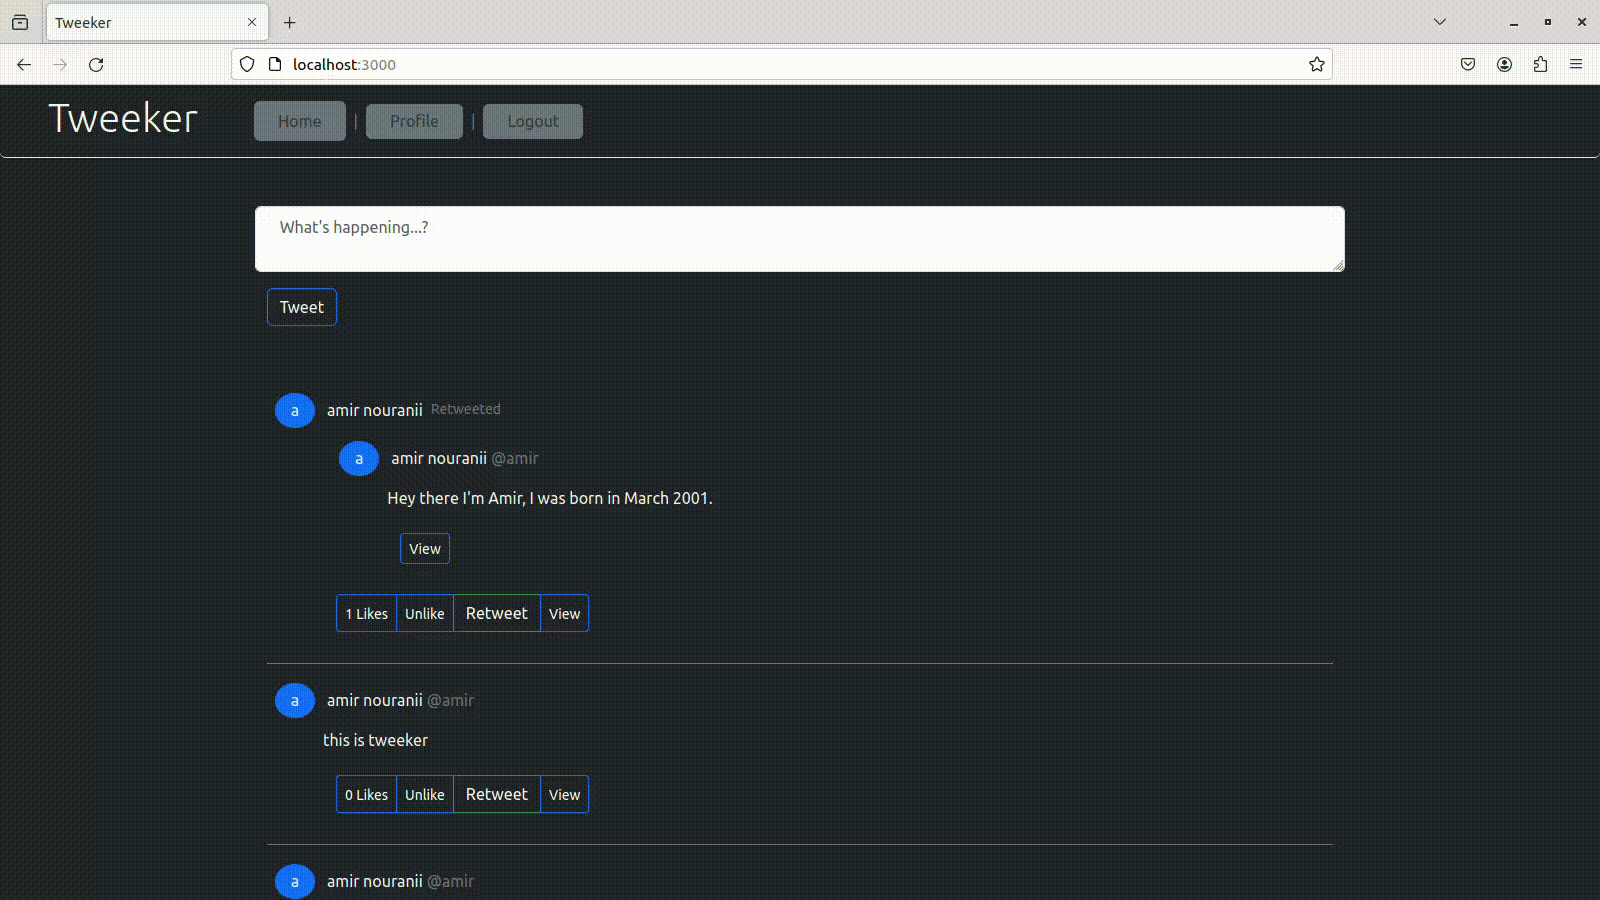 Tweeker
localhost:3000
Tweeker
Home | Profile | Logout
What's happening...?
Tweet
a amir nouranii Retweeted
a amir nouranii @amir
Hey there I'm Amir, I was born in March 2001.
View
1 Likes Unlike Retweet View
a amir nouranii @amir
this is tweeker
0 Likes Unlike Retweet View
a amir nouranii @amir